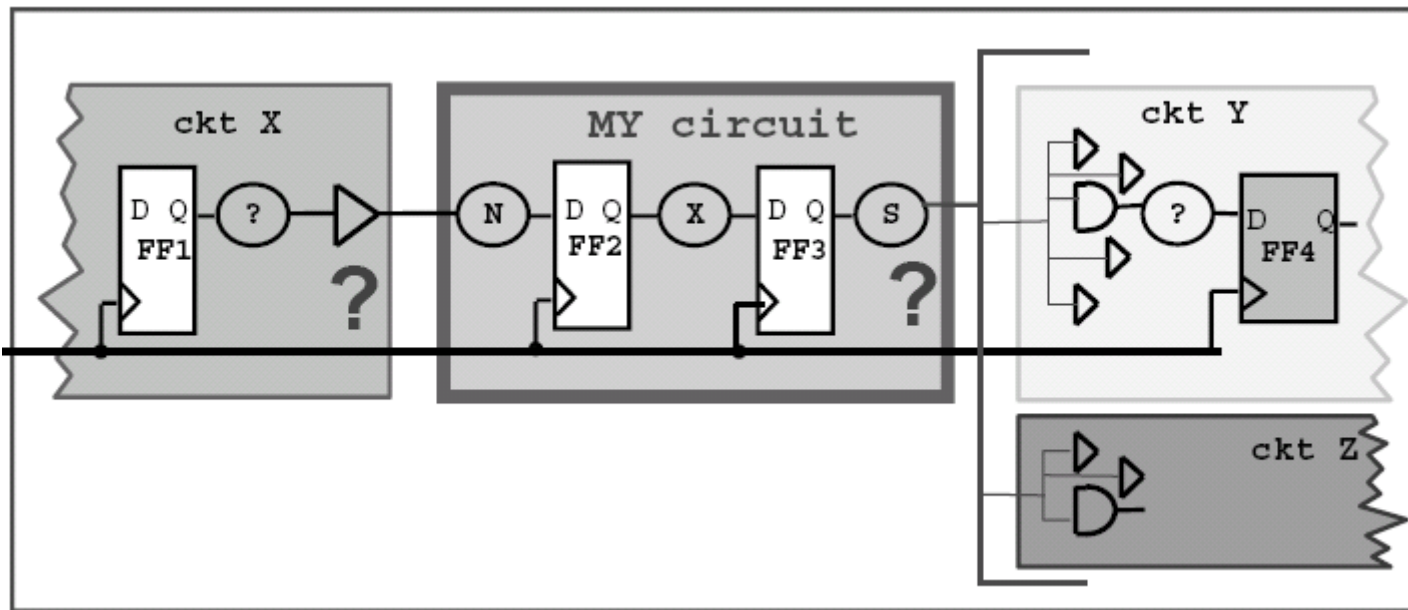 ckt X
D Q
FF1
?
?
MY circuit
N
D Q
FF2
X
D Q
FF3
S
?
ckt Y
?
D Q
FF4
ckt Z